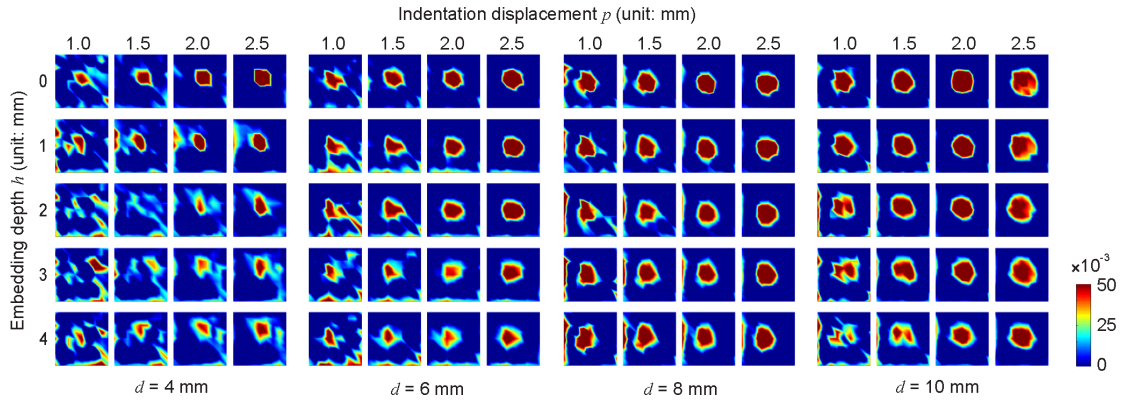 Indentation displacement p (unit: mm)
1.0 1.5 2.0 2.5 1.0 1.5 2.0 2.5 1.0 1.5 2.0 2.5 1.0 1.5 2.0 2.5
Embedding depth h (unit: mm)
0
1
2
3
4
×10⁻³
50
25
0
d = 4 mm d = 6 mm d = 8 mm d = 10 mm